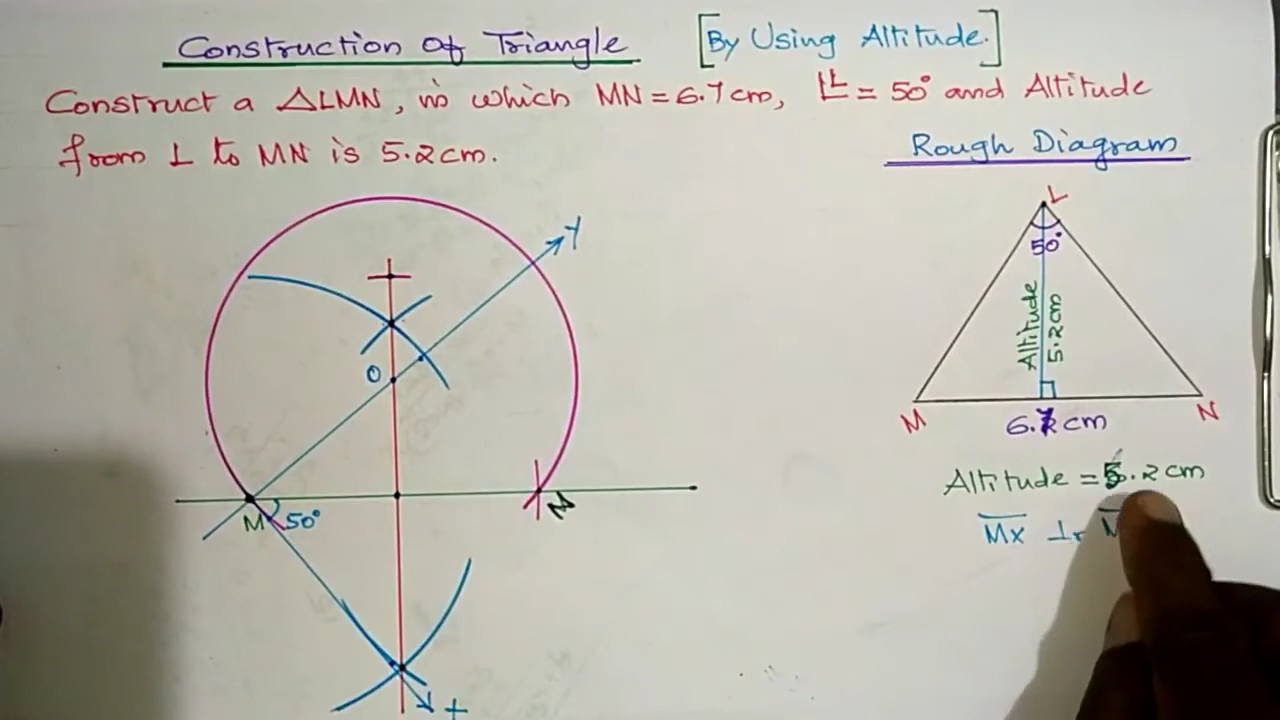 Construction Of Triangle [By Using Altitude.]
Construct a △LMN, in which MN = 6.7 cm, ∟L = 50° and Altitude
from L to MN is 5.2 cm.
Rough Diagram
L
50°
Altitude
5.2 cm
M
N
6.7 cm
Altitude = 5.2 cm
MX ⊥r M
Y
O
M
50°
N
X